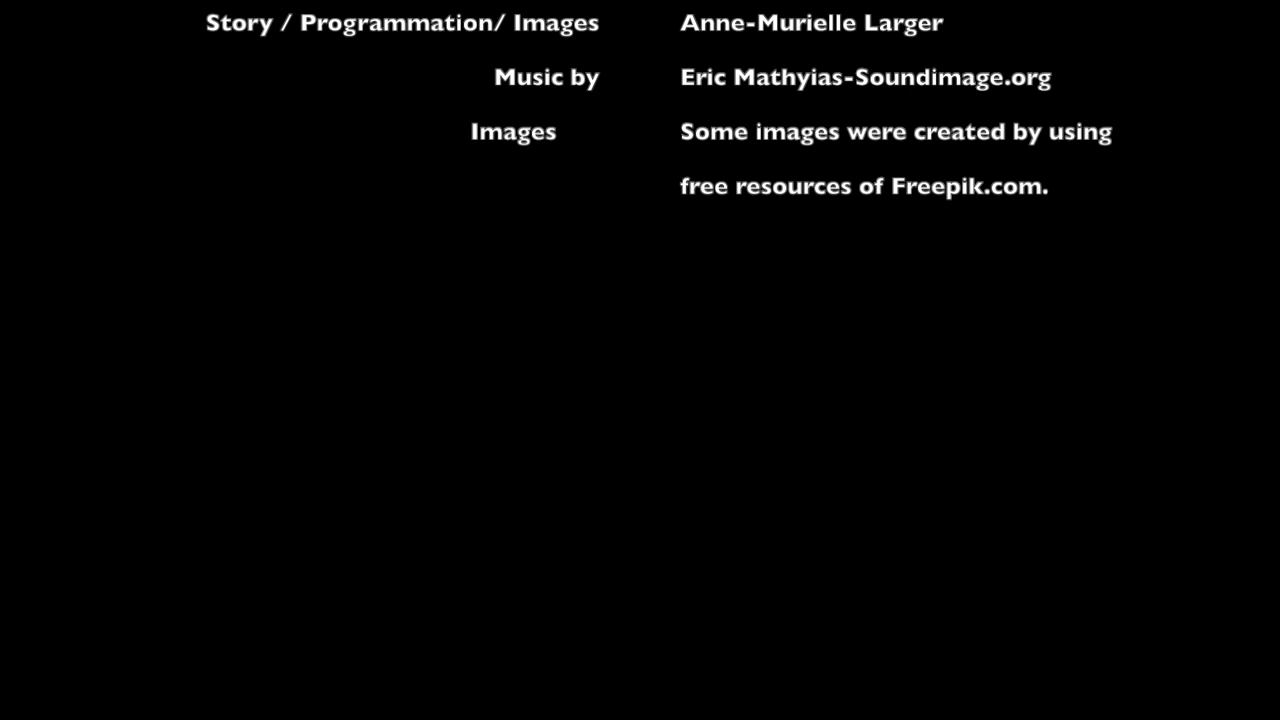 Story / Programmation/ Images Anne-Murielle Larger
Music by Eric Mathyias-Soundimage.org
Images Some images were created by using
free resources of Freepik.com.